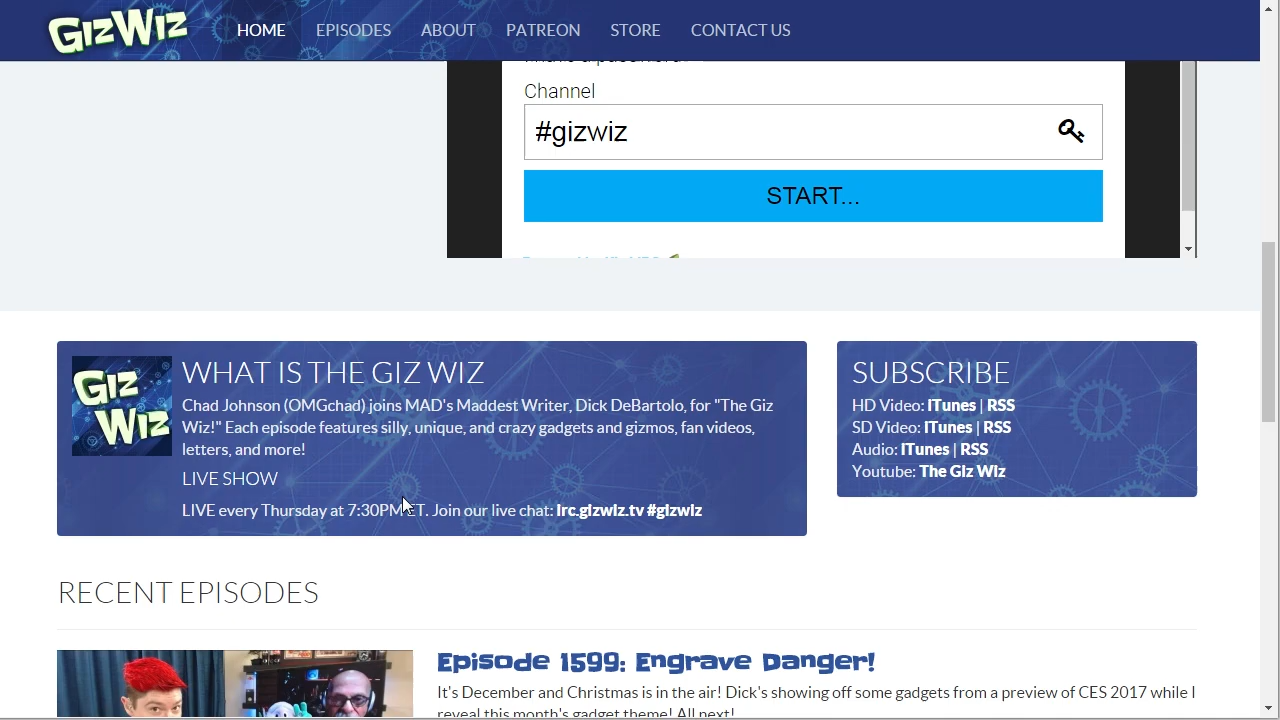 GIZWIZ
HOME EPISODES ABOUT PATREON STORE CONTACT US
Channel
#gizwiz
START...
GIZ WIZ
WHAT IS THE GIZ WIZ
Chad Johnson (OMGchad) joins MAD's Maddest Writer, Dick DeBartolo, for "The Giz
Wiz!" Each episode features silly, unique, and crazy gadgets and gizmos, fan videos,
letters, and more!
LIVE SHOW
LIVE every Thursday at 7:30PM ET. Join our live chat: irc.gizwiz.tv #gizwiz
SUBSCRIBE
HD Video: iTunes | RSS
SD Video: iTunes | RSS
Audio: iTunes | RSS
Youtube: The Giz Wiz
RECENT EPISODES
Episode 1599: Engrave Danger!
It's December and Christmas is in the air! Dick's showing off some gadgets from a preview of CES 2017 while I
reveal this month's gadget theme! All next!